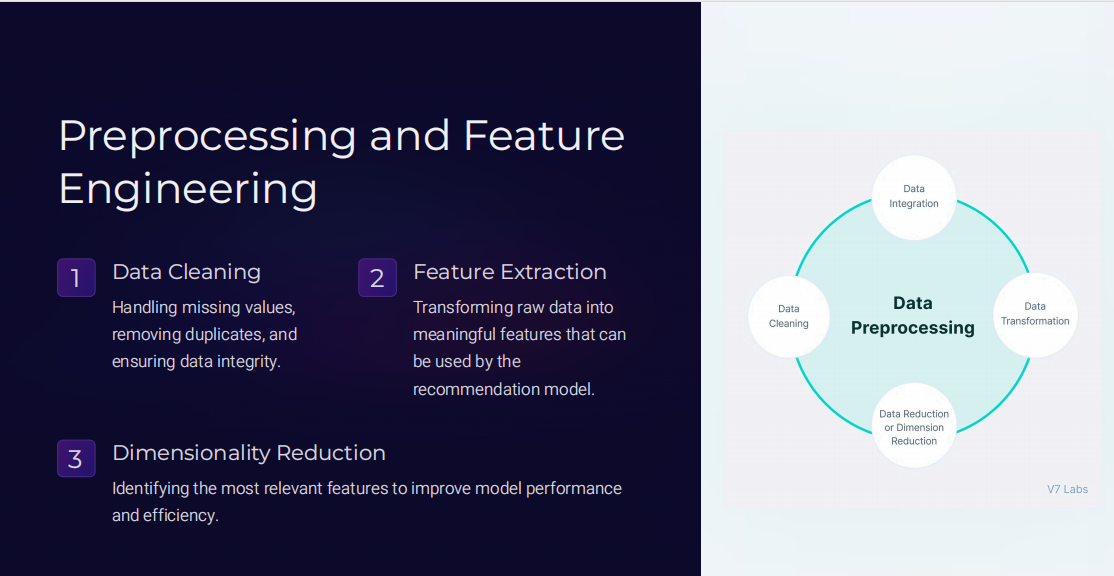 Preprocessing and Feature
Engineering
1
Data Cleaning
Handling missing values,
removing duplicates, and
ensuring data integrity.
2
Feature Extraction
Transforming raw data into
meaningful features that can
be used by the
recommendation model.
3
Dimensionality Reduction
Identifying the most relevant features to improve model performance
and efficiency.
Data
Integration
Data
Cleaning
Data
Preprocessing
Data
Transformation
Data Reduction
or Dimension
Reduction
V7 Labs